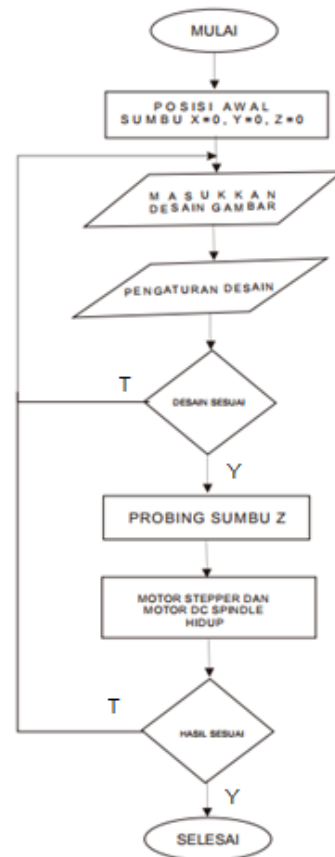 MULAI
POSISI AWAL
SUMBU X=0, Y=0, Z=0
MASUKKAN
DESAIN GAMBAR
PENGATURAN DESAIN
T
DESAIN SESUAI
Y
PROBING SUMBU Z
MOTOR STEPPER DAN
MOTOR DC SPINDLE
HIDUP
T
HASIL SESUAI
Y
SELESAI